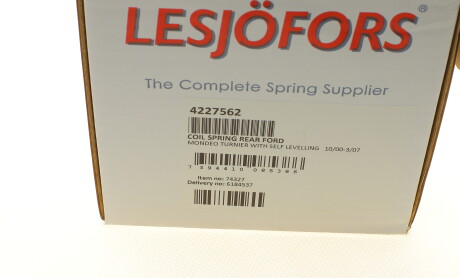 LESJÖFORS®
The Complete Spring Supplier
4227562
COIL SPRING REAR FORD
MONDEO TURNIER WITH SELF LEVELLING 10/00-3/07
Item no: 74327
Delivery no: 6184537